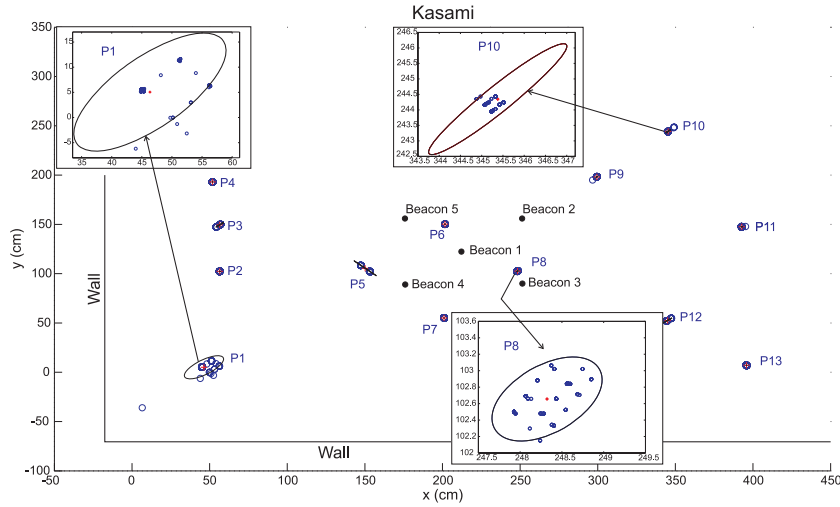 Kasami
350
300
250
200
150
100
50
0
-50
-100
y (cm)
0
50
100
150
200
250
300
350
400
450
x (cm)
Wall
Wall
P1
P2
P3
P4
P5
P6
P7
P8
P9
P10
P11
P12
P13
Beacon 5
Beacon 2
Beacon 1
Beacon 4
Beacon 3
P1
15
10
5
0
-5
35
40
45
50
55
60
P10
246.5
246
245.5
245
244.5
244
243.5
243
242.5
343.5
344
344.5
345
345.5
346
346.5
347
P8
103.6
103.4
103.2
103
102.8
102.6
102.4
102.2
102
247.5
248
248.5
249
249.5